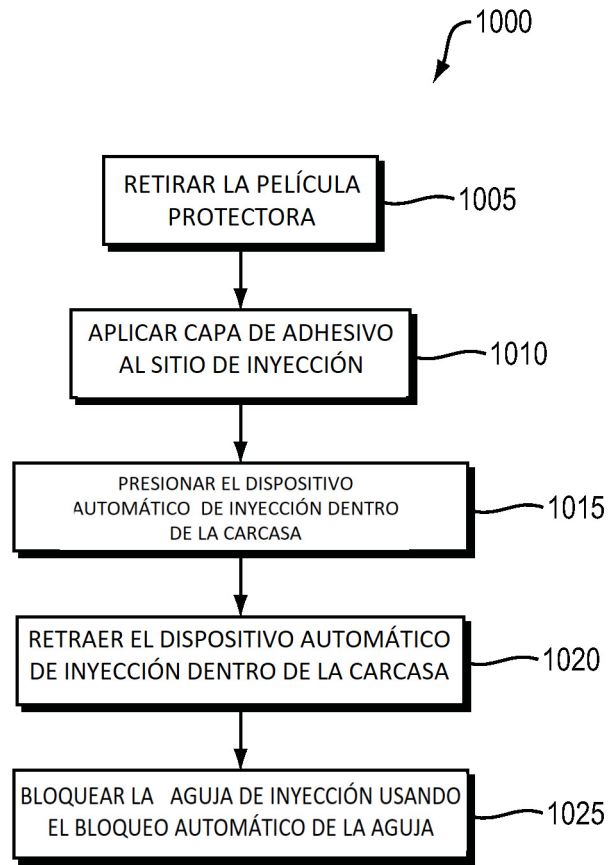 1000
RETIRAR LA PELÍCULA
PROTECTORA
1005
APLICAR CAPA DE ADHESIVO
AL SITIO DE INYECCIÓN
1010
PRESIONAR EL DISPOSITIVO
AUTOMÁTICO DE INYECCIÓN DENTRO
DE LA CARCASA
1015
RETRAER EL DISPOSITIVO AUTOMÁTICO
DE INYECCIÓN DENTRO DE LA CARCASA
1020
BLOQUEAR LA AGUJA DE INYECCIÓN USANDO
EL BLOQUEO AUTOMÁTICO DE LA AGUJA
1025